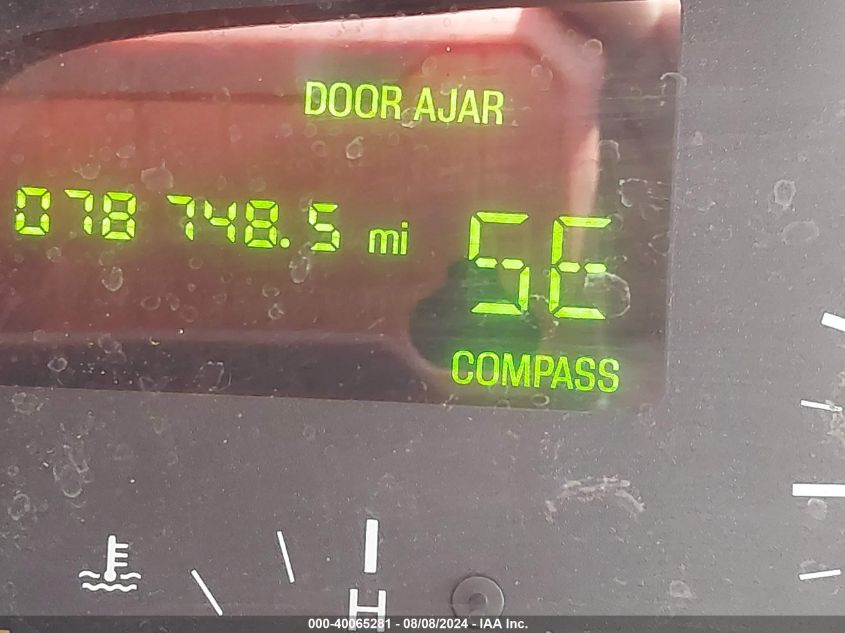 DOOR AJAR
078 748.5 mi SE
COMPASS
H
000-40065281 - 08/08/2024 - IAA Inc.